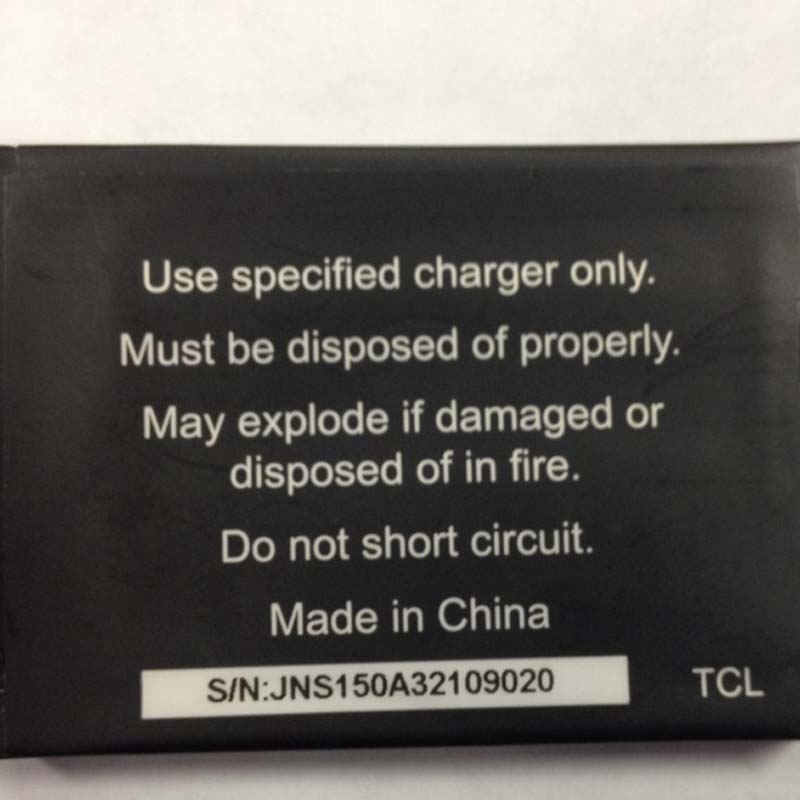 Use specified charger only.
Must be disposed of properly.
May explode if damaged or
disposed of in fire.
Do not short circuit.
Made in China
S/N:JNS150A32109020
TCL